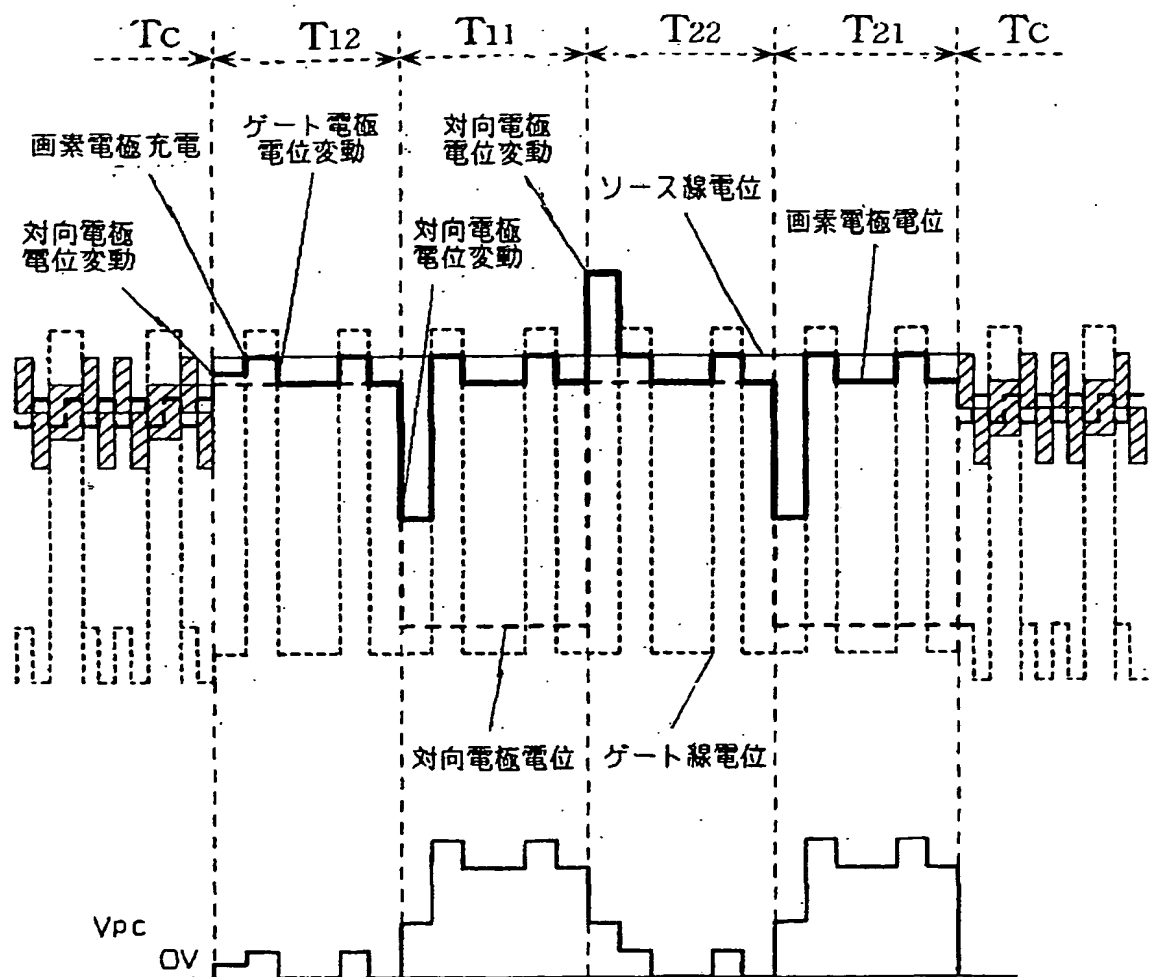 TC T12 T11 T22 T21 TC
画素電極充電
ゲート電極
電位変動
対向電極
電位変動
ソース線電位
対向電極
電位変動
対向電極
電位変動
画素電極電位
対向電極電位
ゲート線電位
Vpc
0V